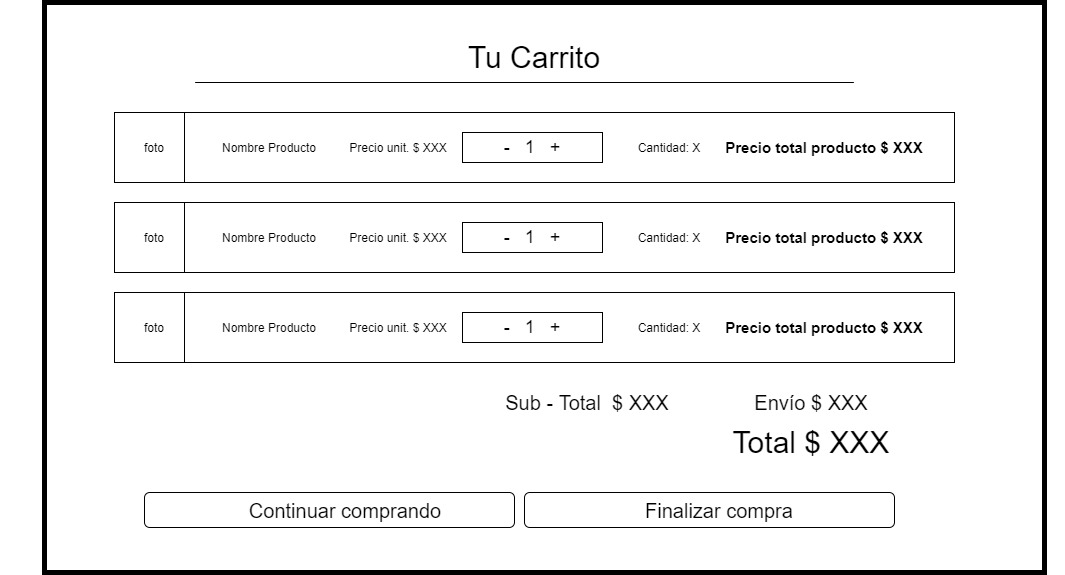 Tu Carrito
foto Nombre Producto Precio unit. $ XXX - 1 + Cantidad: X Precio total producto $ XXX
foto Nombre Producto Precio unit. $ XXX - 1 + Cantidad: X Precio total producto $ XXX
foto Nombre Producto Precio unit. $ XXX - 1 + Cantidad: X Precio total producto $ XXX
Sub - Total $ XXX Envío $ XXX
Total $ XXX
Continuar comprando Finalizar compra